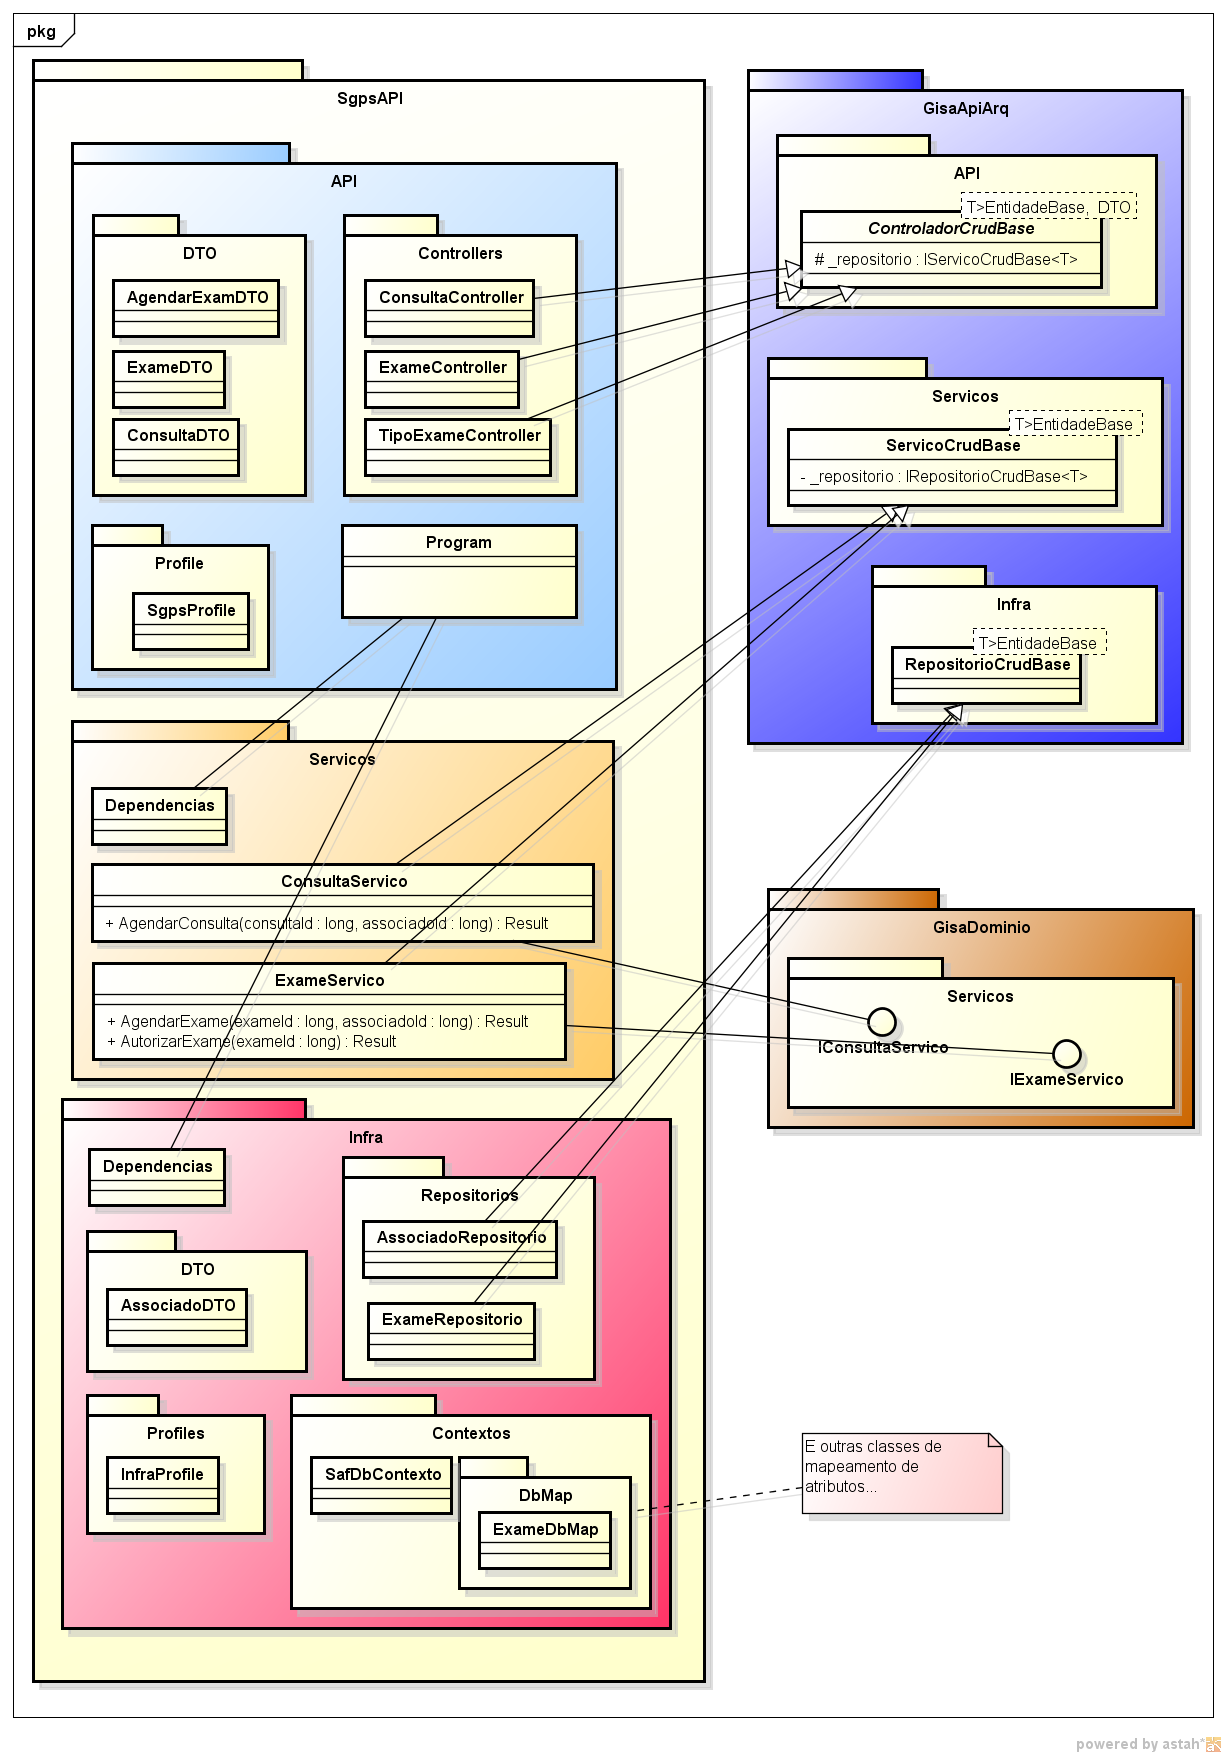 pkg
SgpsAPI
API
DTO
AgendarExamDTO
ExameDTO
ConsultaDTO
Controllers
ConsultaController
ExameController
TipoExameController
Profile
SgpsProfile
Program
Servicos
Dependencias
ConsultaServico
+ AgendarConsulta(consultaId : long, associadoId : long) : Result
ExameServico
+ AgendarExame(exameId : long, associadoId : long) : Result
+ AutorizarExame(exameId : long) : Result
Infra
Dependencias
DTO
AssociadoDTO
Repositorios
AssociadoRepositorio
ExameRepositorio
Profiles
InfraProfile
Contextos
SafDbContexto
DbMap
ExameDbMap
GisaApiArq
API
T>EntidadeBase, DTO
ControladorCrudBase
# _repositorio : IServicoCrudBase<T>
Servicos
T>EntidadeBase
ServicoCrudBase
- _repositorio : IRepositorioCrudBase<T>
Infra
T>EntidadeBase
RepositorioCrudBase
GisaDominio
Servicos
IConsultaServico
IExameServico
E outras classes de
mapeamento de
atributos...
powered by astah*